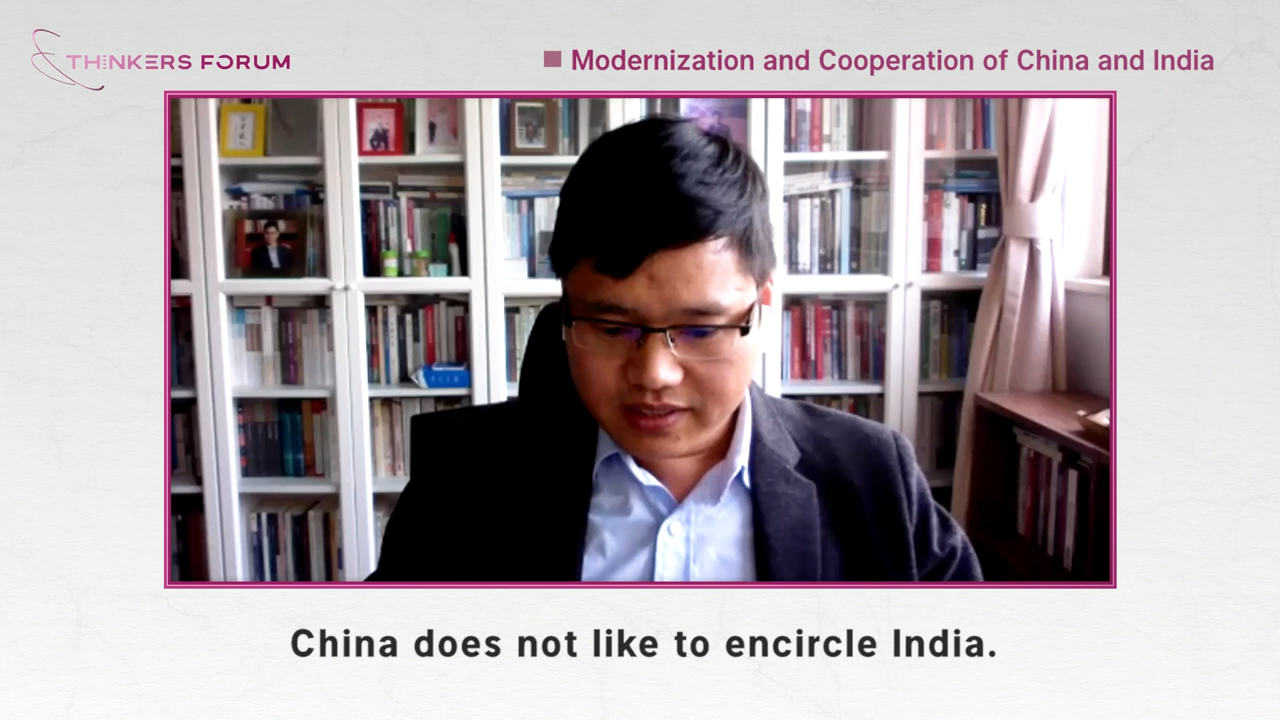 THINKERS FORUM
Modernization and Cooperation of China and India
China does not like to encircle India.